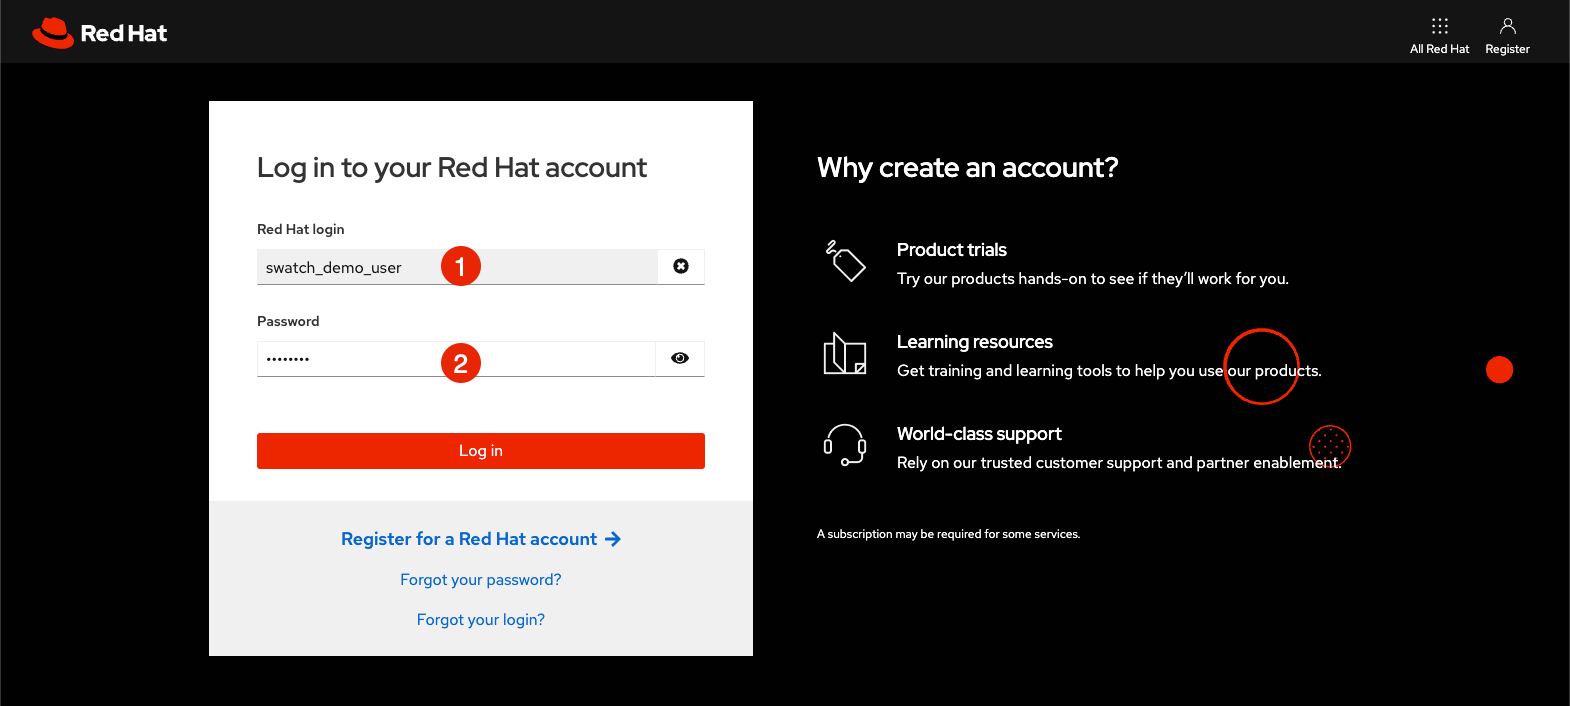 Red Hat
All Red Hat
Register
Log in to your Red Hat account
Red Hat login
swatch_demo_user
1
Password
••••••••
2
Log in
Register for a Red Hat account →
Forgot your password?
Forgot your login?
Why create an account?
Product trials
Try our products hands-on to see if they’ll work for you.
Learning resources
Get training and learning tools to help you use our products.
World-class support
Rely on our trusted customer support and partner enablement.
A subscription may be required for some services.